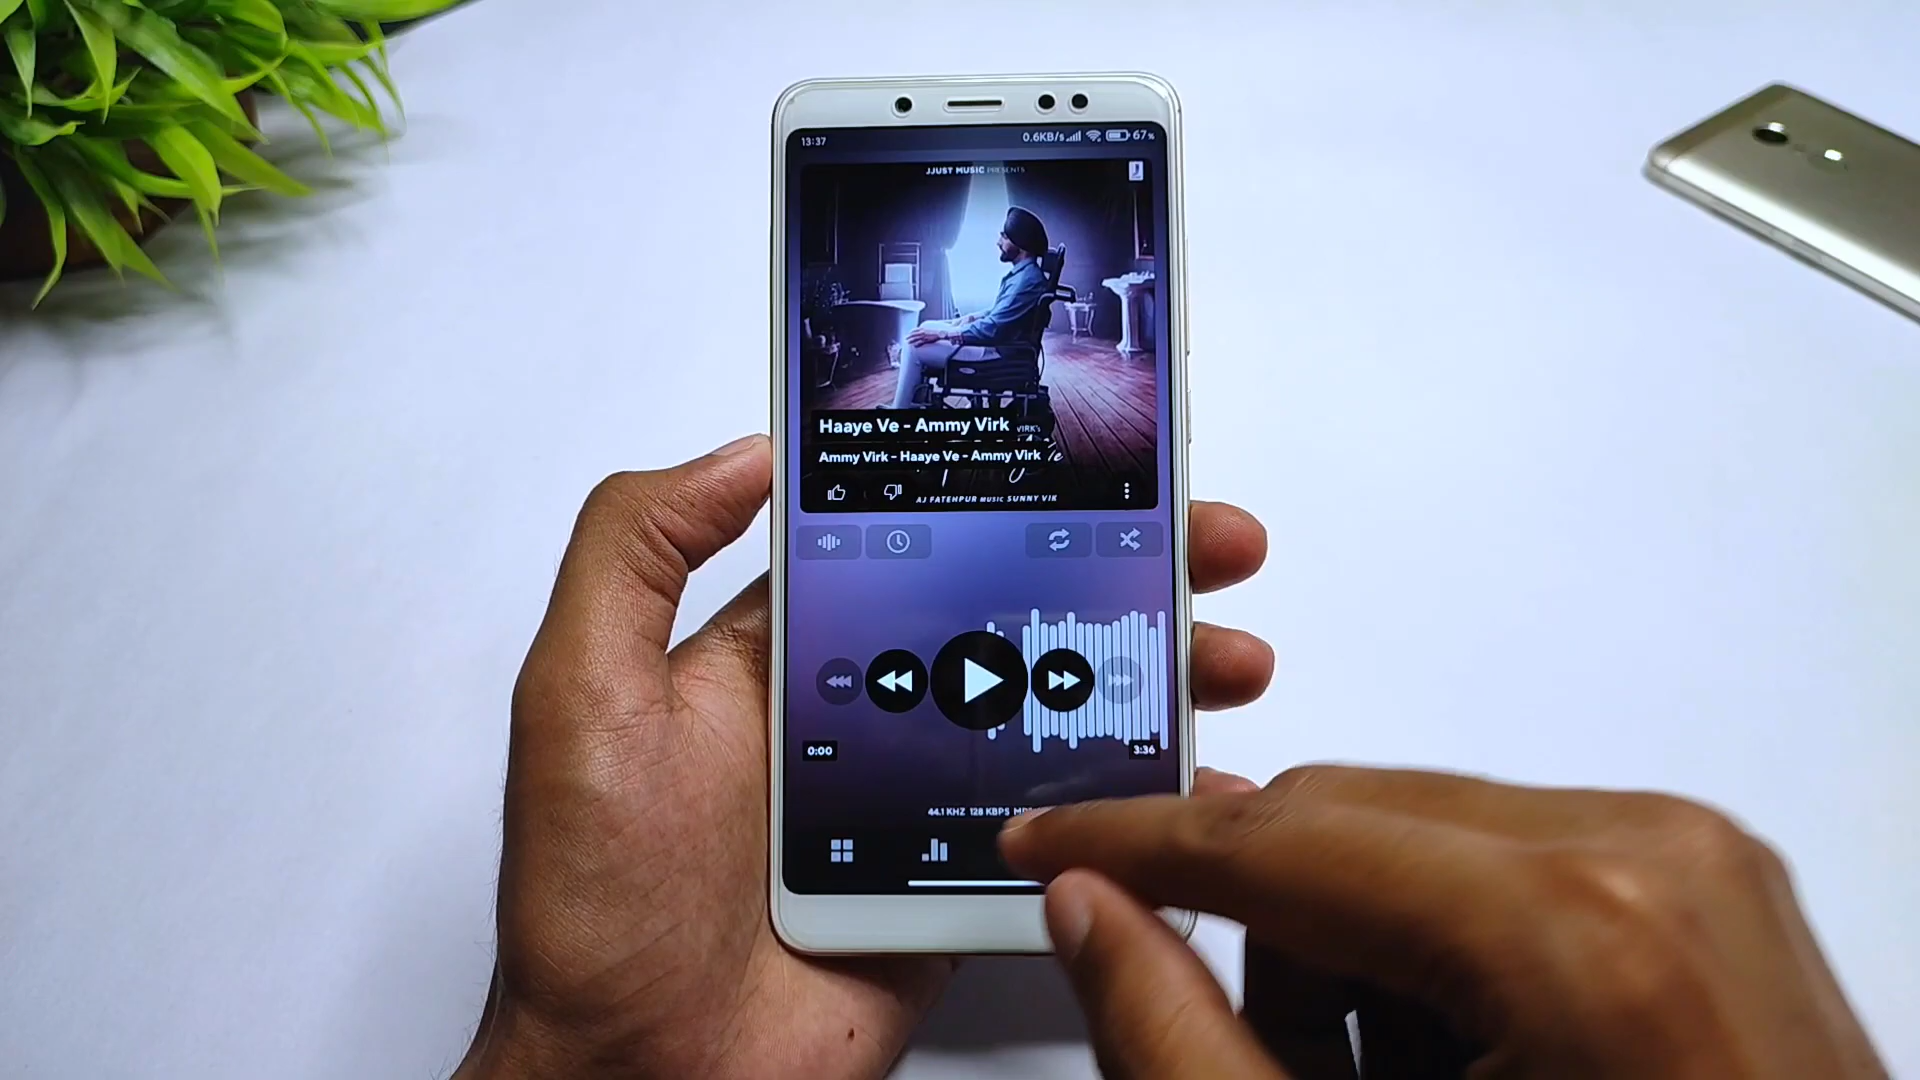 13:37 0.6KB/s 67%
JJUST MUSIC PRESENTS
Haaye Ve - Ammy Virk VIRK's
Ammy Virk - Haaye Ve - Ammy Virk
AJ FATEHPUR MUSIC SUNNY VIK
0:00 3:36
44.1 KHZ 128 KBPS